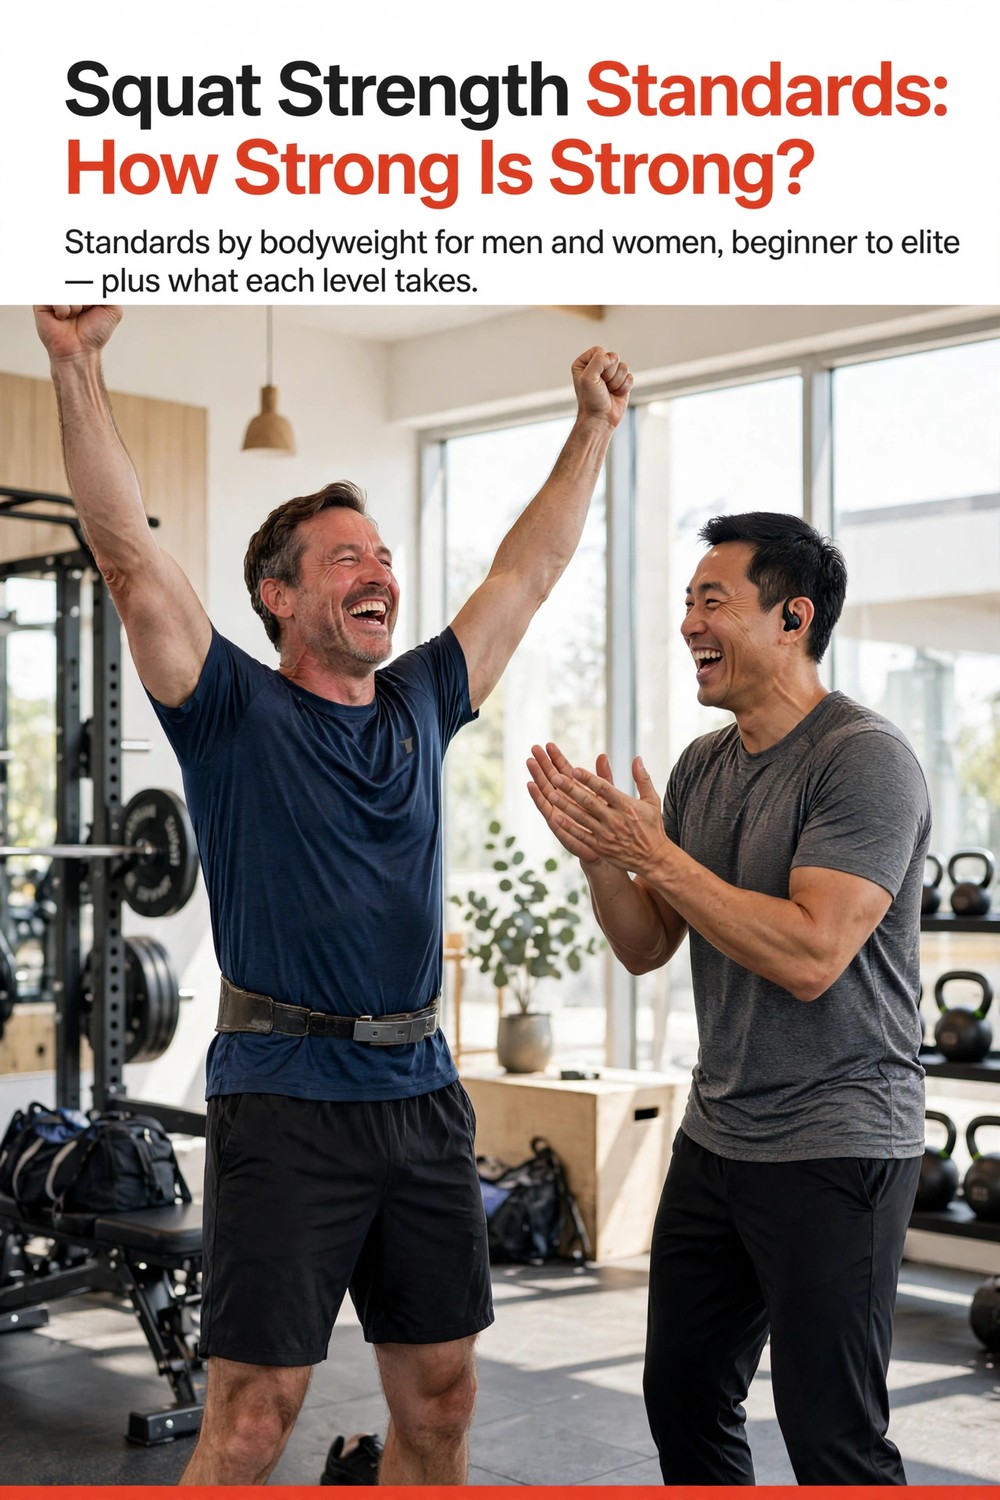 Squat Strength Standards:
How Strong Is Strong?
Standards by bodyweight for men and women, beginner to elite
— plus what each level takes.